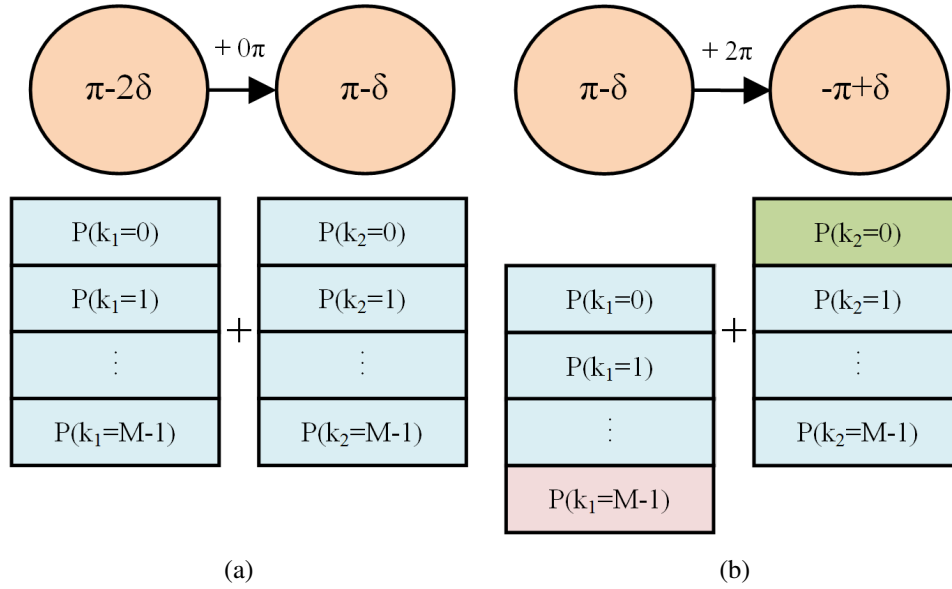 π-2δ
+ 0π
π-δ
π-δ
+ 2π
-π+δ
P(k₁=0)
P(k₁=1)
⋮
P(k₁=M-1)
+
P(k₂=0)
P(k₂=1)
⋮
P(k₂=M-1)
P(k₁=0)
P(k₁=1)
⋮
P(k₁=M-1)
+
P(k₂=0)
P(k₂=1)
⋮
P(k₂=M-1)
(a)
(b)